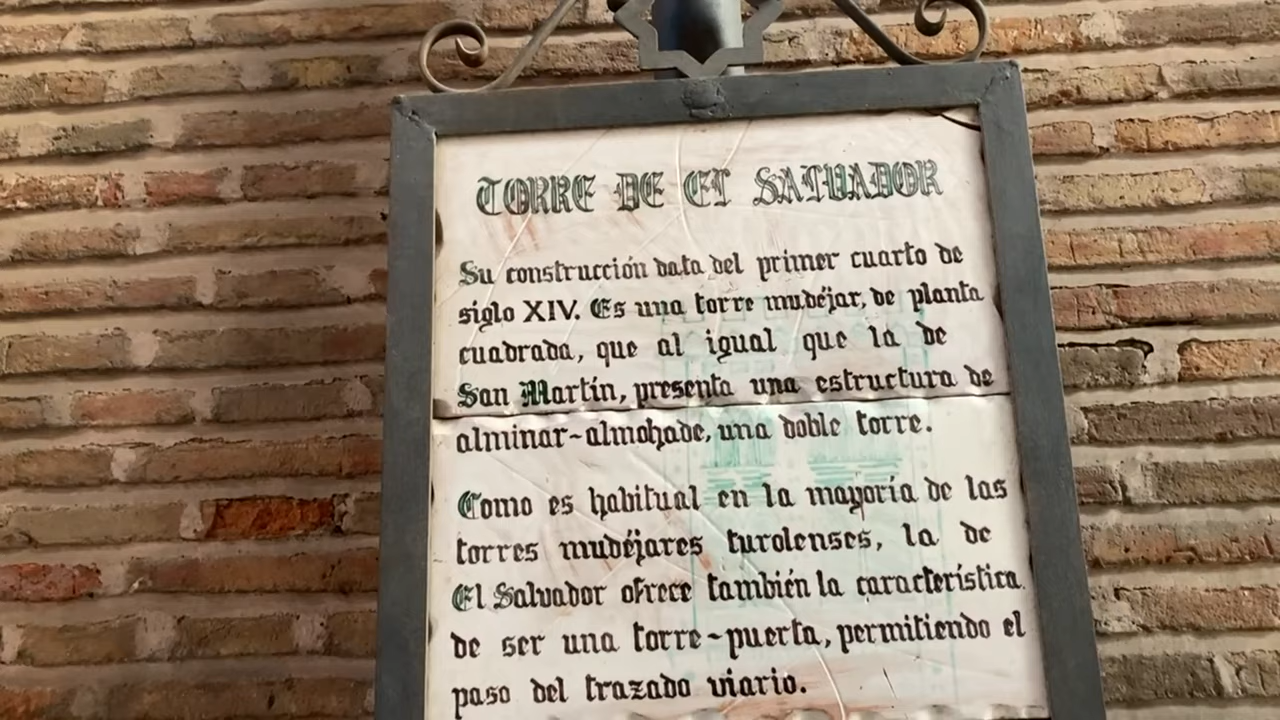 TORRE DE EL SALVADOR
Su construcción data del primer cuarto de
siglo XIV. Es una torre mudéjar, de planta
cuadrada, que al igual que la de
San Martín, presenta una estructura de
alminar-almohade, una doble torre.
Como es habitual en la mayoría de las
torres mudéjares turolenses, la de
El Salvador ofrece también la característica
de ser una torre-puerta, permitiendo el
paso del trazado viario.